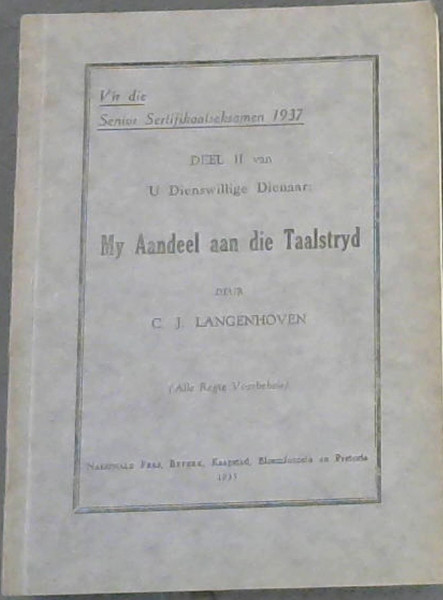 Vir die
Senior Sertifikaateksamen 1937
DEEL II van
U Dienswillige Dienaar:
My Aandeel aan die Taalstryd
DEUR
C. J. LANGENHOVEN
(Alle Regte Voorbehou)
NASIONALE PERS, BEPERK, Kaapstad, Bloemfontein en Pretoria